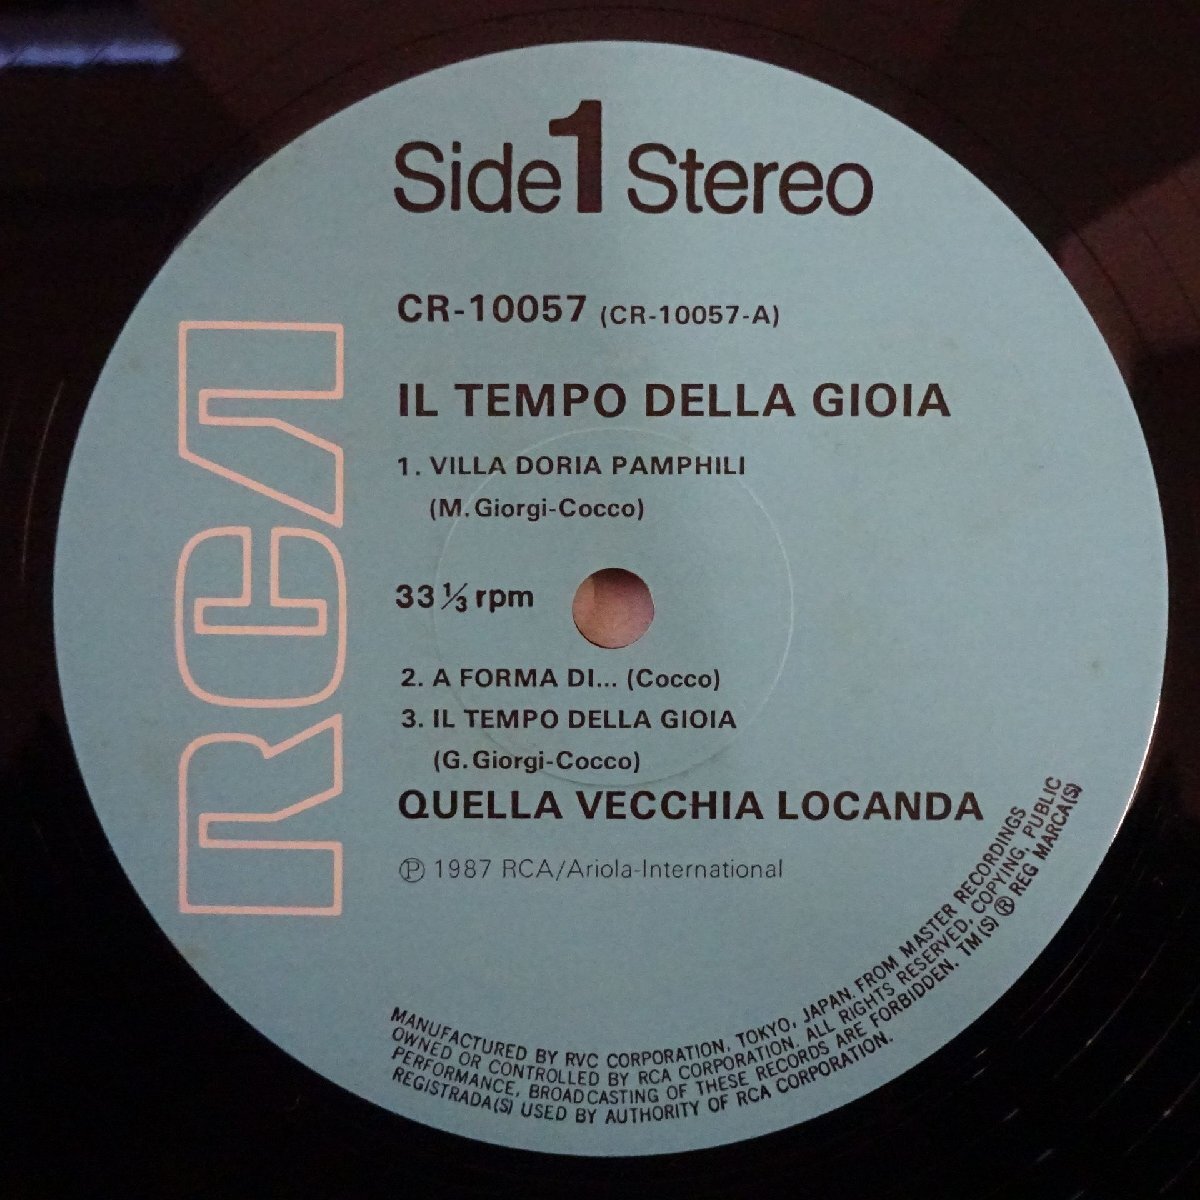 Side 1 Stereo
CR-10057 (CR-10057-A)
IL TEMPO DELLA GIOIA
1. VILLA DORIA PAMPHILI
(M. Giorgi-Cocco)
33 ⅓ rpm
2. A FORMA DI... (Cocco)
3. IL TEMPO DELLA GIOIA
(G. Giorgi-Cocco)
QUELLA VECCHIA LOCANDA
℗ 1987 RCA/Ariola-International
RCA
MANUFACTURED BY RVC CORPORATION, TOKYO, JAPAN FROM MASTER RECORDINGS
OWNED OR CONTROLLED BY RCA CORPORATION. ALL RIGHTS RESERVED, COPYING, PUBLIC
PERFORMANCE, BROADCASTING OF THESE RECORDS ARE FORBIDDEN. TM(S) ® REG MARCA(S)
REGISTRADA(S) USED BY AUTHORITY OF RCA CORPORATION.